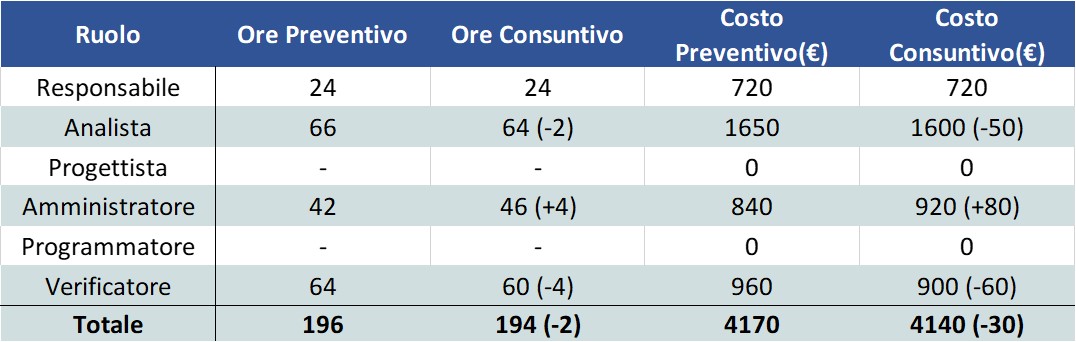 Ruolo Ore Preventivo Ore Consuntivo Costo Preventivo(€) Costo Consuntivo(€)
Responsabile 24 24 720 720
Analista 66 64 (-2) 1650 1600 (-50)
Progettista - - 0 0
Amministratore 42 46 (+4) 840 920 (+80)
Programmatore - - 0 0
Verificatore 64 60 (-4) 960 900 (-60)
Totale 196 194 (-2) 4170 4140 (-30)